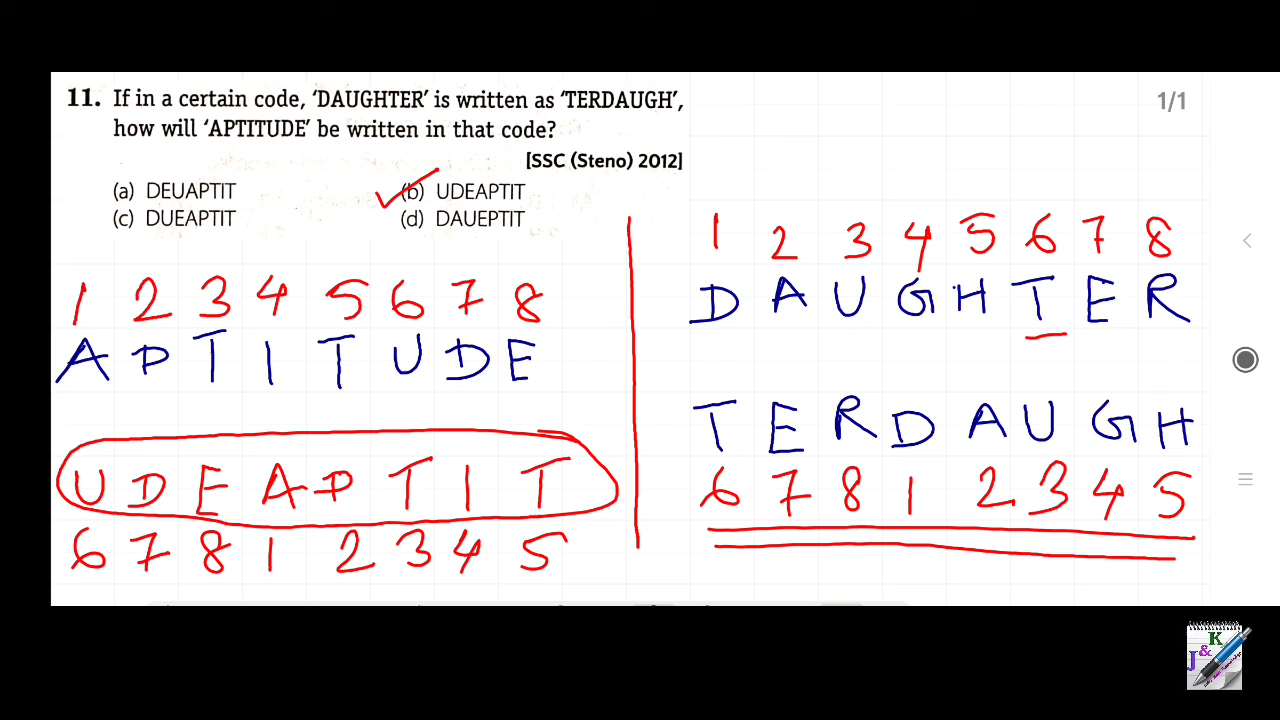 11. If in a certain code, ‘DAUGHTER’ is written as ‘TERDAUGH’,
how will ‘APTITUDE’ be written in that code?
[SSC (Steno) 2012]
(a) DEUAPTIT (b) UDEAPTIT
(c) DUEAPTIT (d) DAUEPTIT
1/1
1 2 3 4 5 6 7 8
A P T I T U D E
U D E A P T I T
6 7 8 1 2 3 4 5
1 2 3 4 5 6 7 8
D A U G H T E R
T E R D A U G H
6 7 8 1 2 3 4 5
J & K